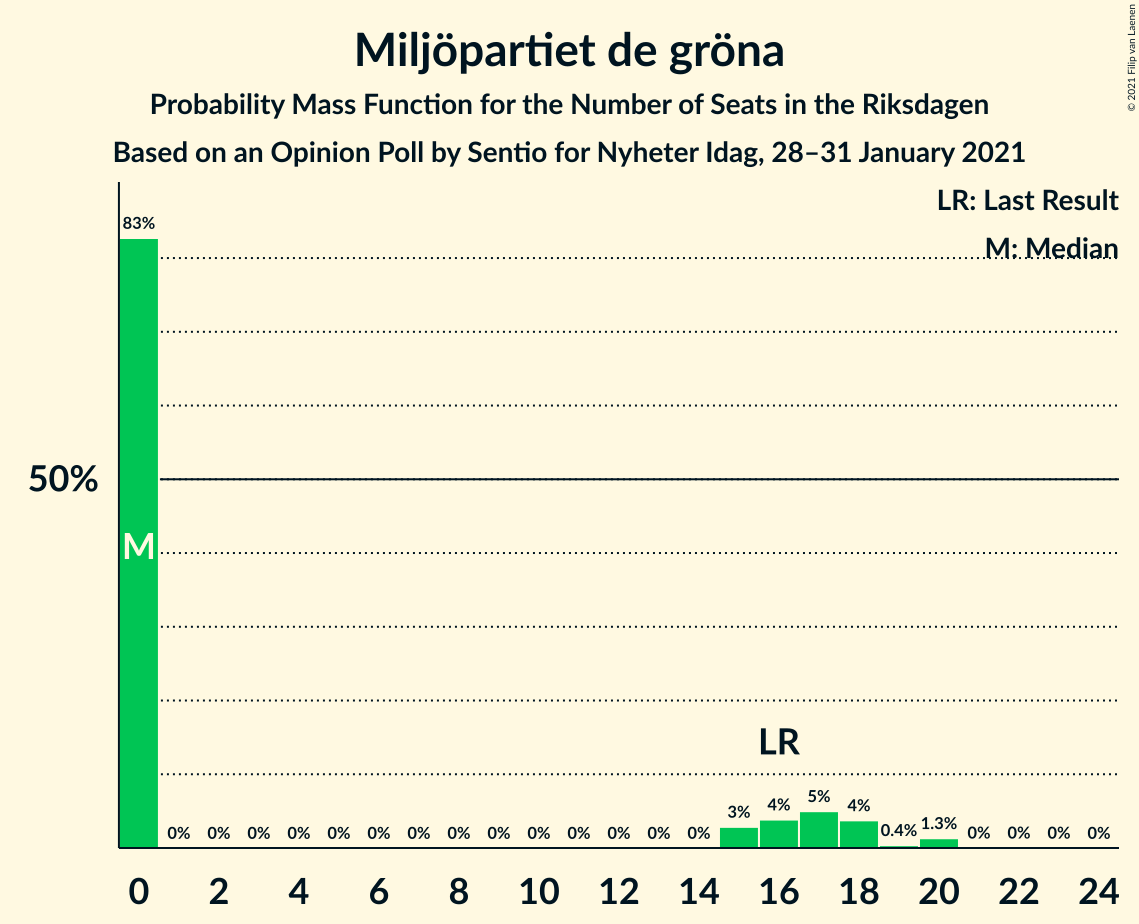 Miljöpartiet de gröna
Probability Mass Function for the Number of Seats in the Riksdagen
Based on an Opinion Poll by Sentio for Nyheter Idag, 28–31 January 2021
© 2021 Filip van Laenen
LR: Last Result
M: Median
83%
50%
M
LR
0% 0% 0% 0% 0% 0% 0% 0% 0% 0% 0% 0% 0% 0% 3% 4% 5% 4% 0.4% 1.3% 0% 0% 0% 0%
0 2 4 6 8 10 12 14 16 18 20 22 24